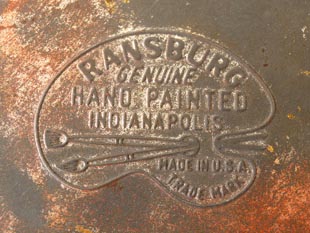 RANSBURG
GENUINE
HAND PAINTED
INDIANAPOLIS
MADE IN U.S.A.
TRADE MARK